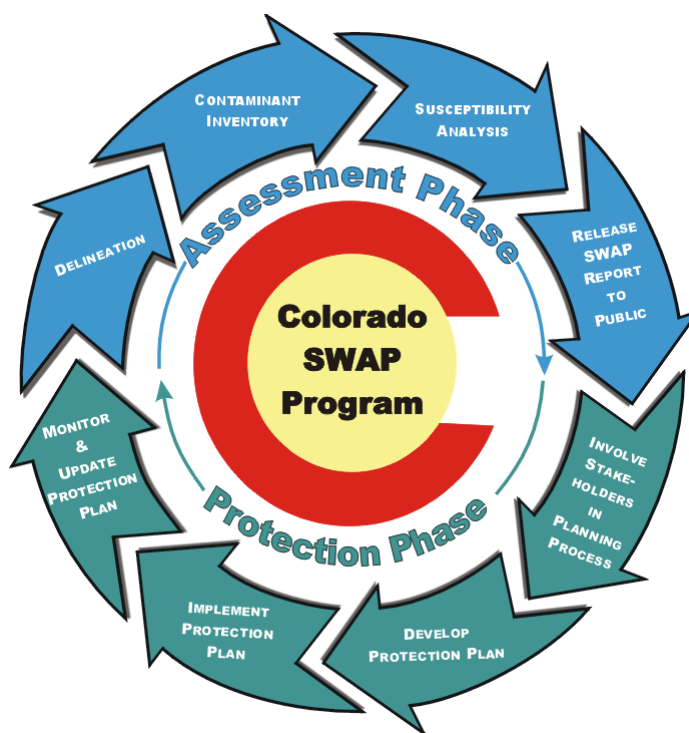 CONTAMINANT
INVENTORY
SUSCEPTIBILITY
ANALYSIS
RELEASE
SWAP
REPORT
TO
PUBLIC
INVOLVE
STAKE-
HOLDERS
IN
PLANNING
PROCESS
DEVELOP
PROTECTION PLAN
IMPLEMENT
PROTECTION
PLAN
MONITOR
&
UPDATE
PROTECTION
PLAN
DELINEATION
Assessment Phase
Colorado
SWAP
Program
Protection Phase